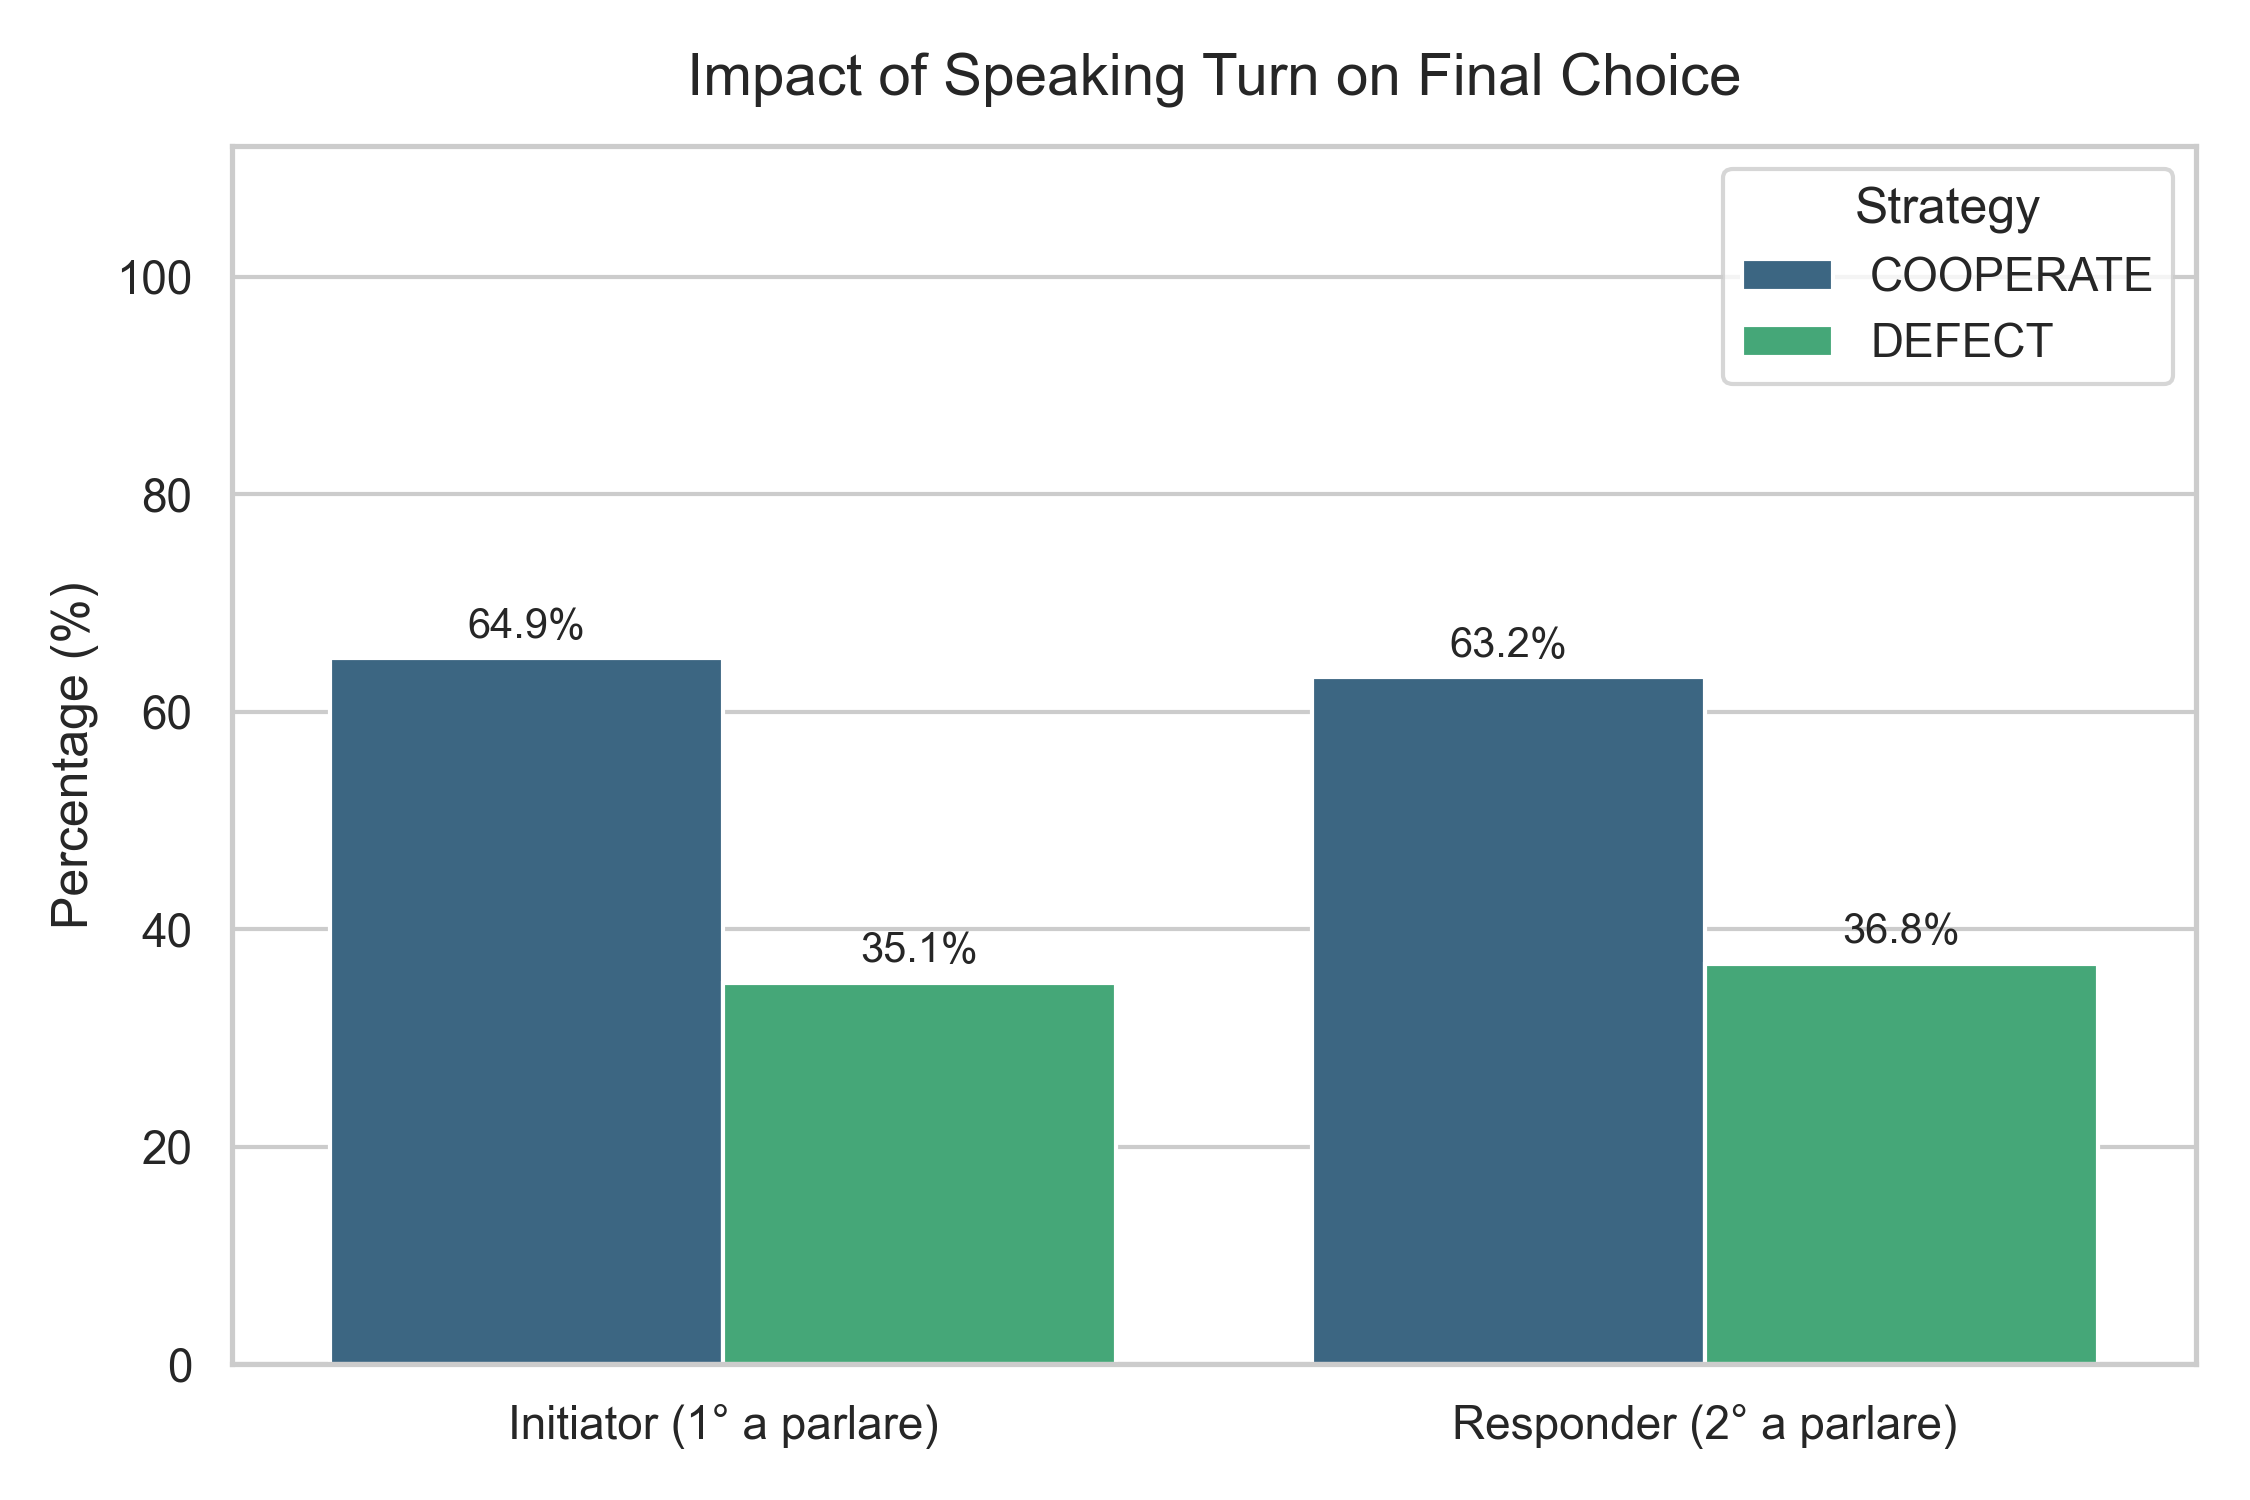 Impact of Speaking Turn on Final Choice
Strategy
COOPERATE
DEFECT
Percentage (%)
100
80
60
40
20
0
64.9%
35.1%
63.2%
36.8%
Initiator (1° a parlare)
Responder (2° a parlare)